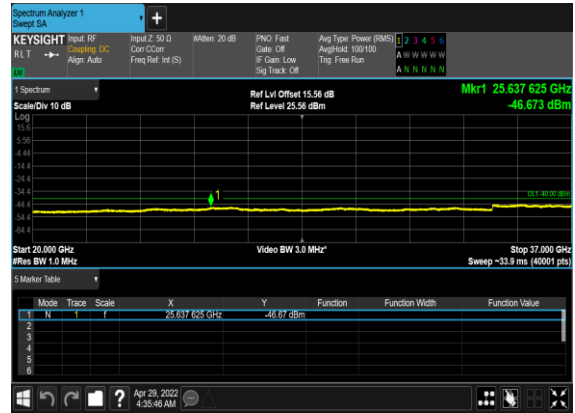 Spectrum Analyzer 1
Swept SA
+
KEYSIGHT Input: RF Input Z: 50 Ω #Atten: 20 dB PNO: Fast Avg Type: Power (RMS) 1 2 3 4 5 6
RLT Coupling: DC Corr CCorr Gate: Off Avg|Hold: 100/100 A W W W W W
Align: Auto Freq Ref: Int (S) IF Gain: Low Trig: Free Run
Sig Track: Off A N N N N N
1 Spectrum Ref Lvl Offset 15.56 dB Mkr1 25.637 625 GHz
Scale/Div 10 dB Ref Level 25.56 dBm -46.673 dBm
Log
15.6
5.56
-4.44
-14.4
-24.4
-34.4
-44.4
-54.4
-64.4
1
DL1 -40.90 dBm
Start 20.000 GHz Video BW 3.0 MHz* Stop 37.000 GHz
#Res BW 1.0 MHz Sweep ~33.9 ms (40001 pts)
5 Marker Table
Mode Trace Scale X Y Function Function Width Function Value
1 N 1 f 25.637 625 GHz -46.67 dBm
2
3
4
5
6
? Apr 29, 2022
4:35:46 AM